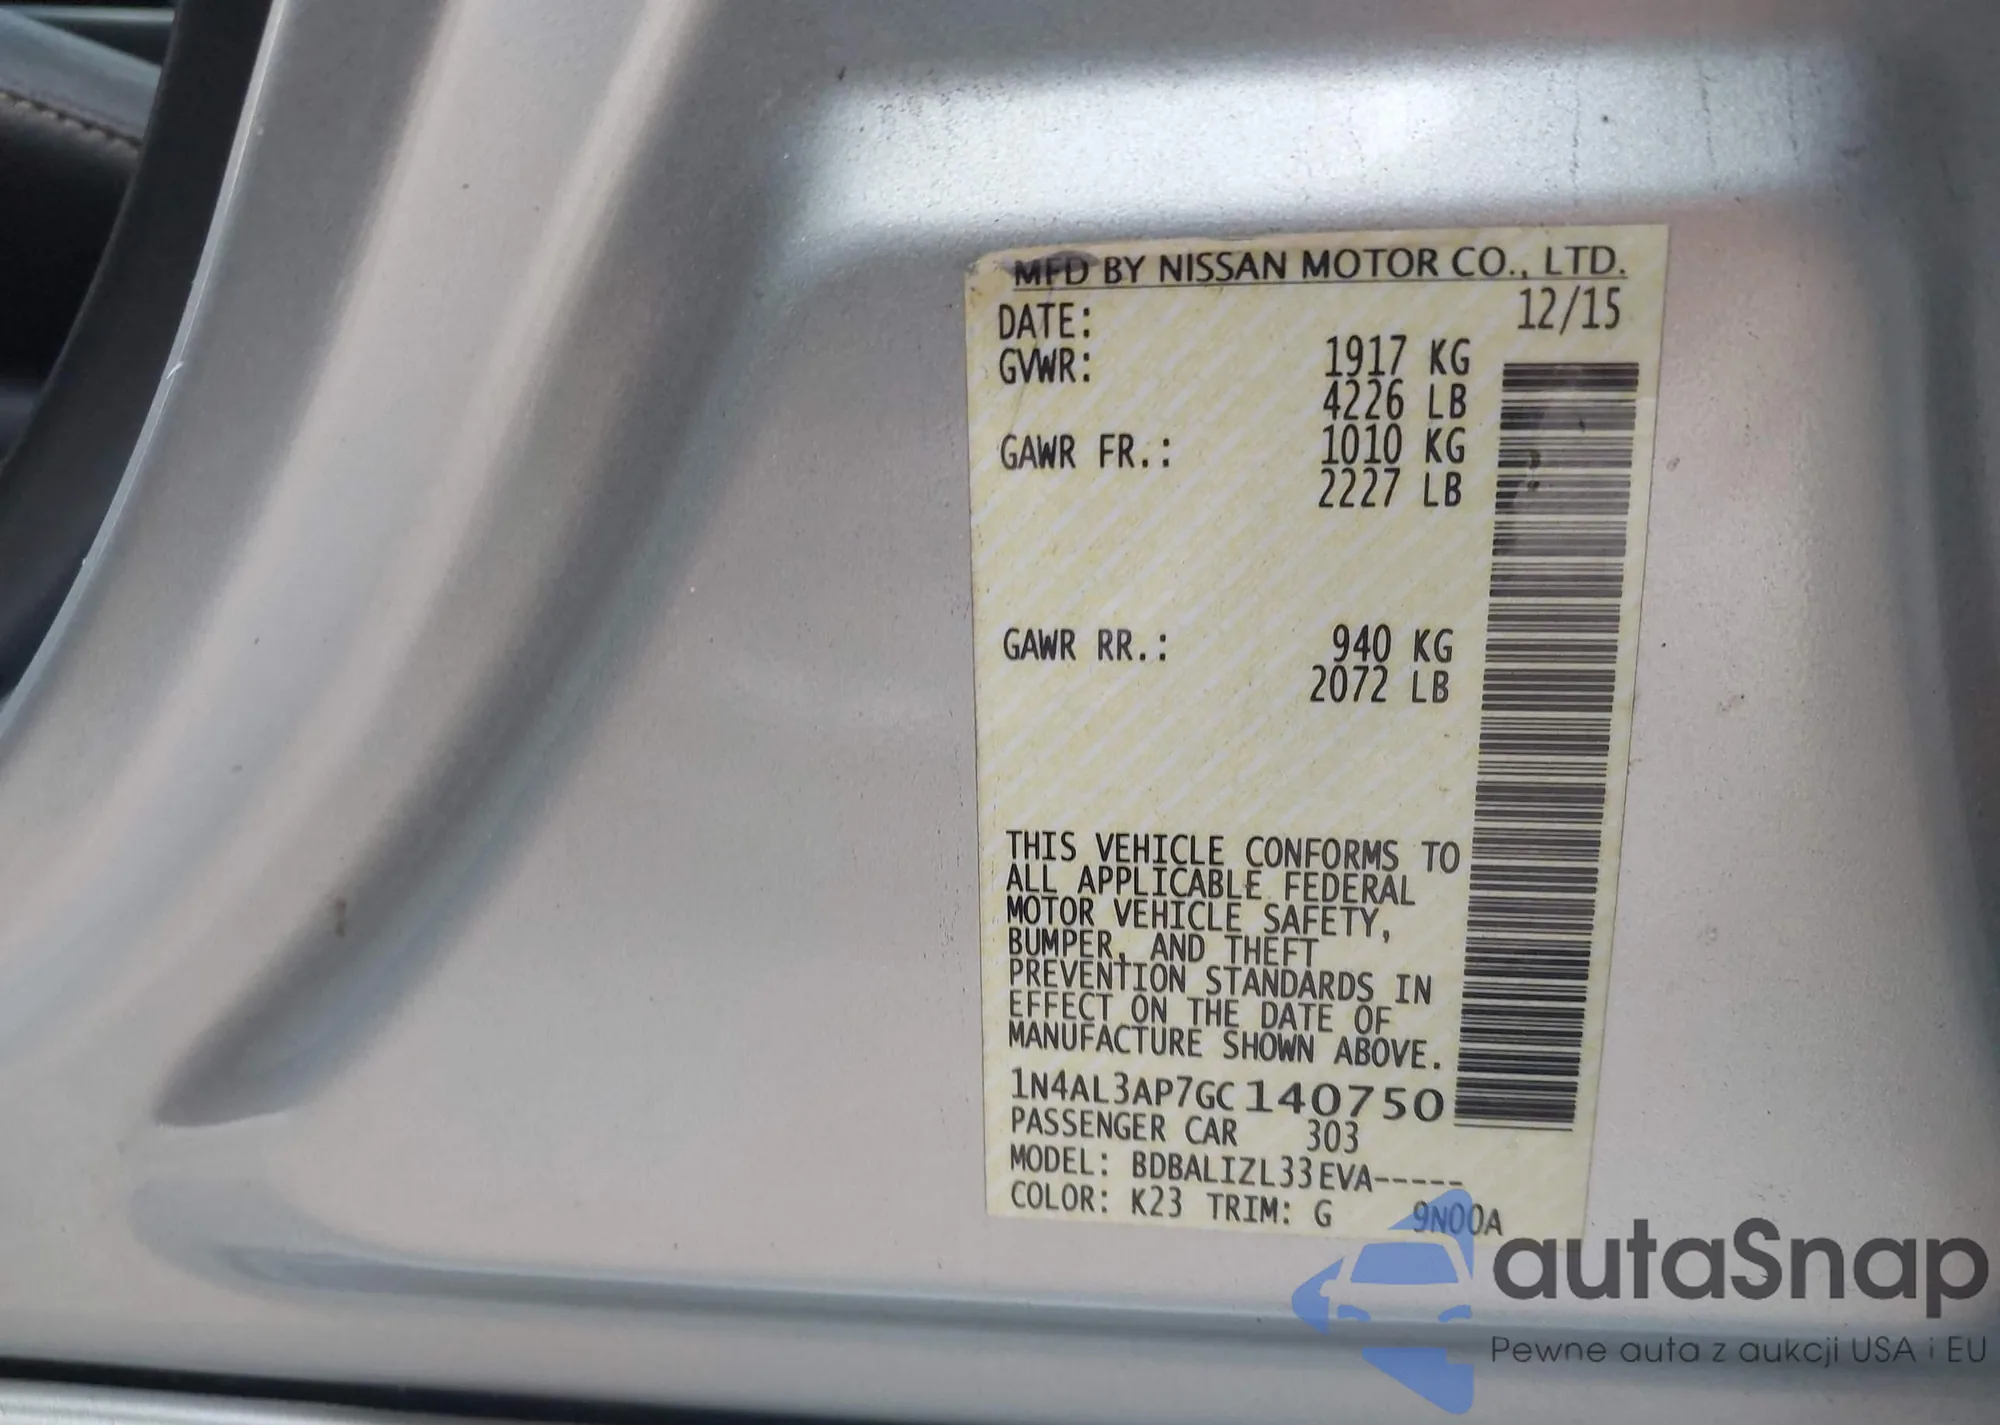 MFD BY NISSAN MOTOR CO., LTD.
DATE: 12/15
GVWR: 1917 KG
4226 LB
GAWR FR.: 1010 KG
2227 LB
GAWR RR.: 940 KG
2072 LB
THIS VEHICLE CONFORMS TO
ALL APPLICABLE FEDERAL
MOTOR VEHICLE SAFETY,
BUMPER, AND THEFT
PREVENTION STANDARDS IN
EFFECT ON THE DATE OF
MANUFACTURE SHOWN ABOVE.
1N4AL3AP7GC140750
PASSENGER CAR 303
MODEL: BDBALIZL33EVA-----
COLOR: K23 TRIM: G 9N00A
autaSnap
Pewne auta z aukcji USA i EU